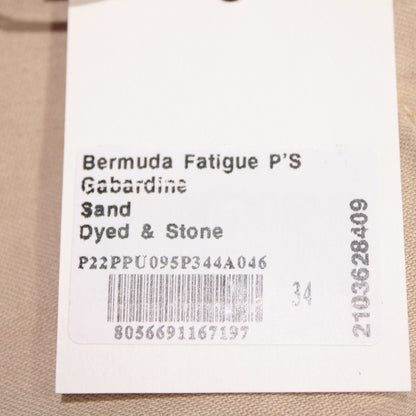 Bermuda Fatigue P'S
Gabardine
Sand
Dyed & Stone
P22PPU095P344A046
34
8056691167197
2103628409